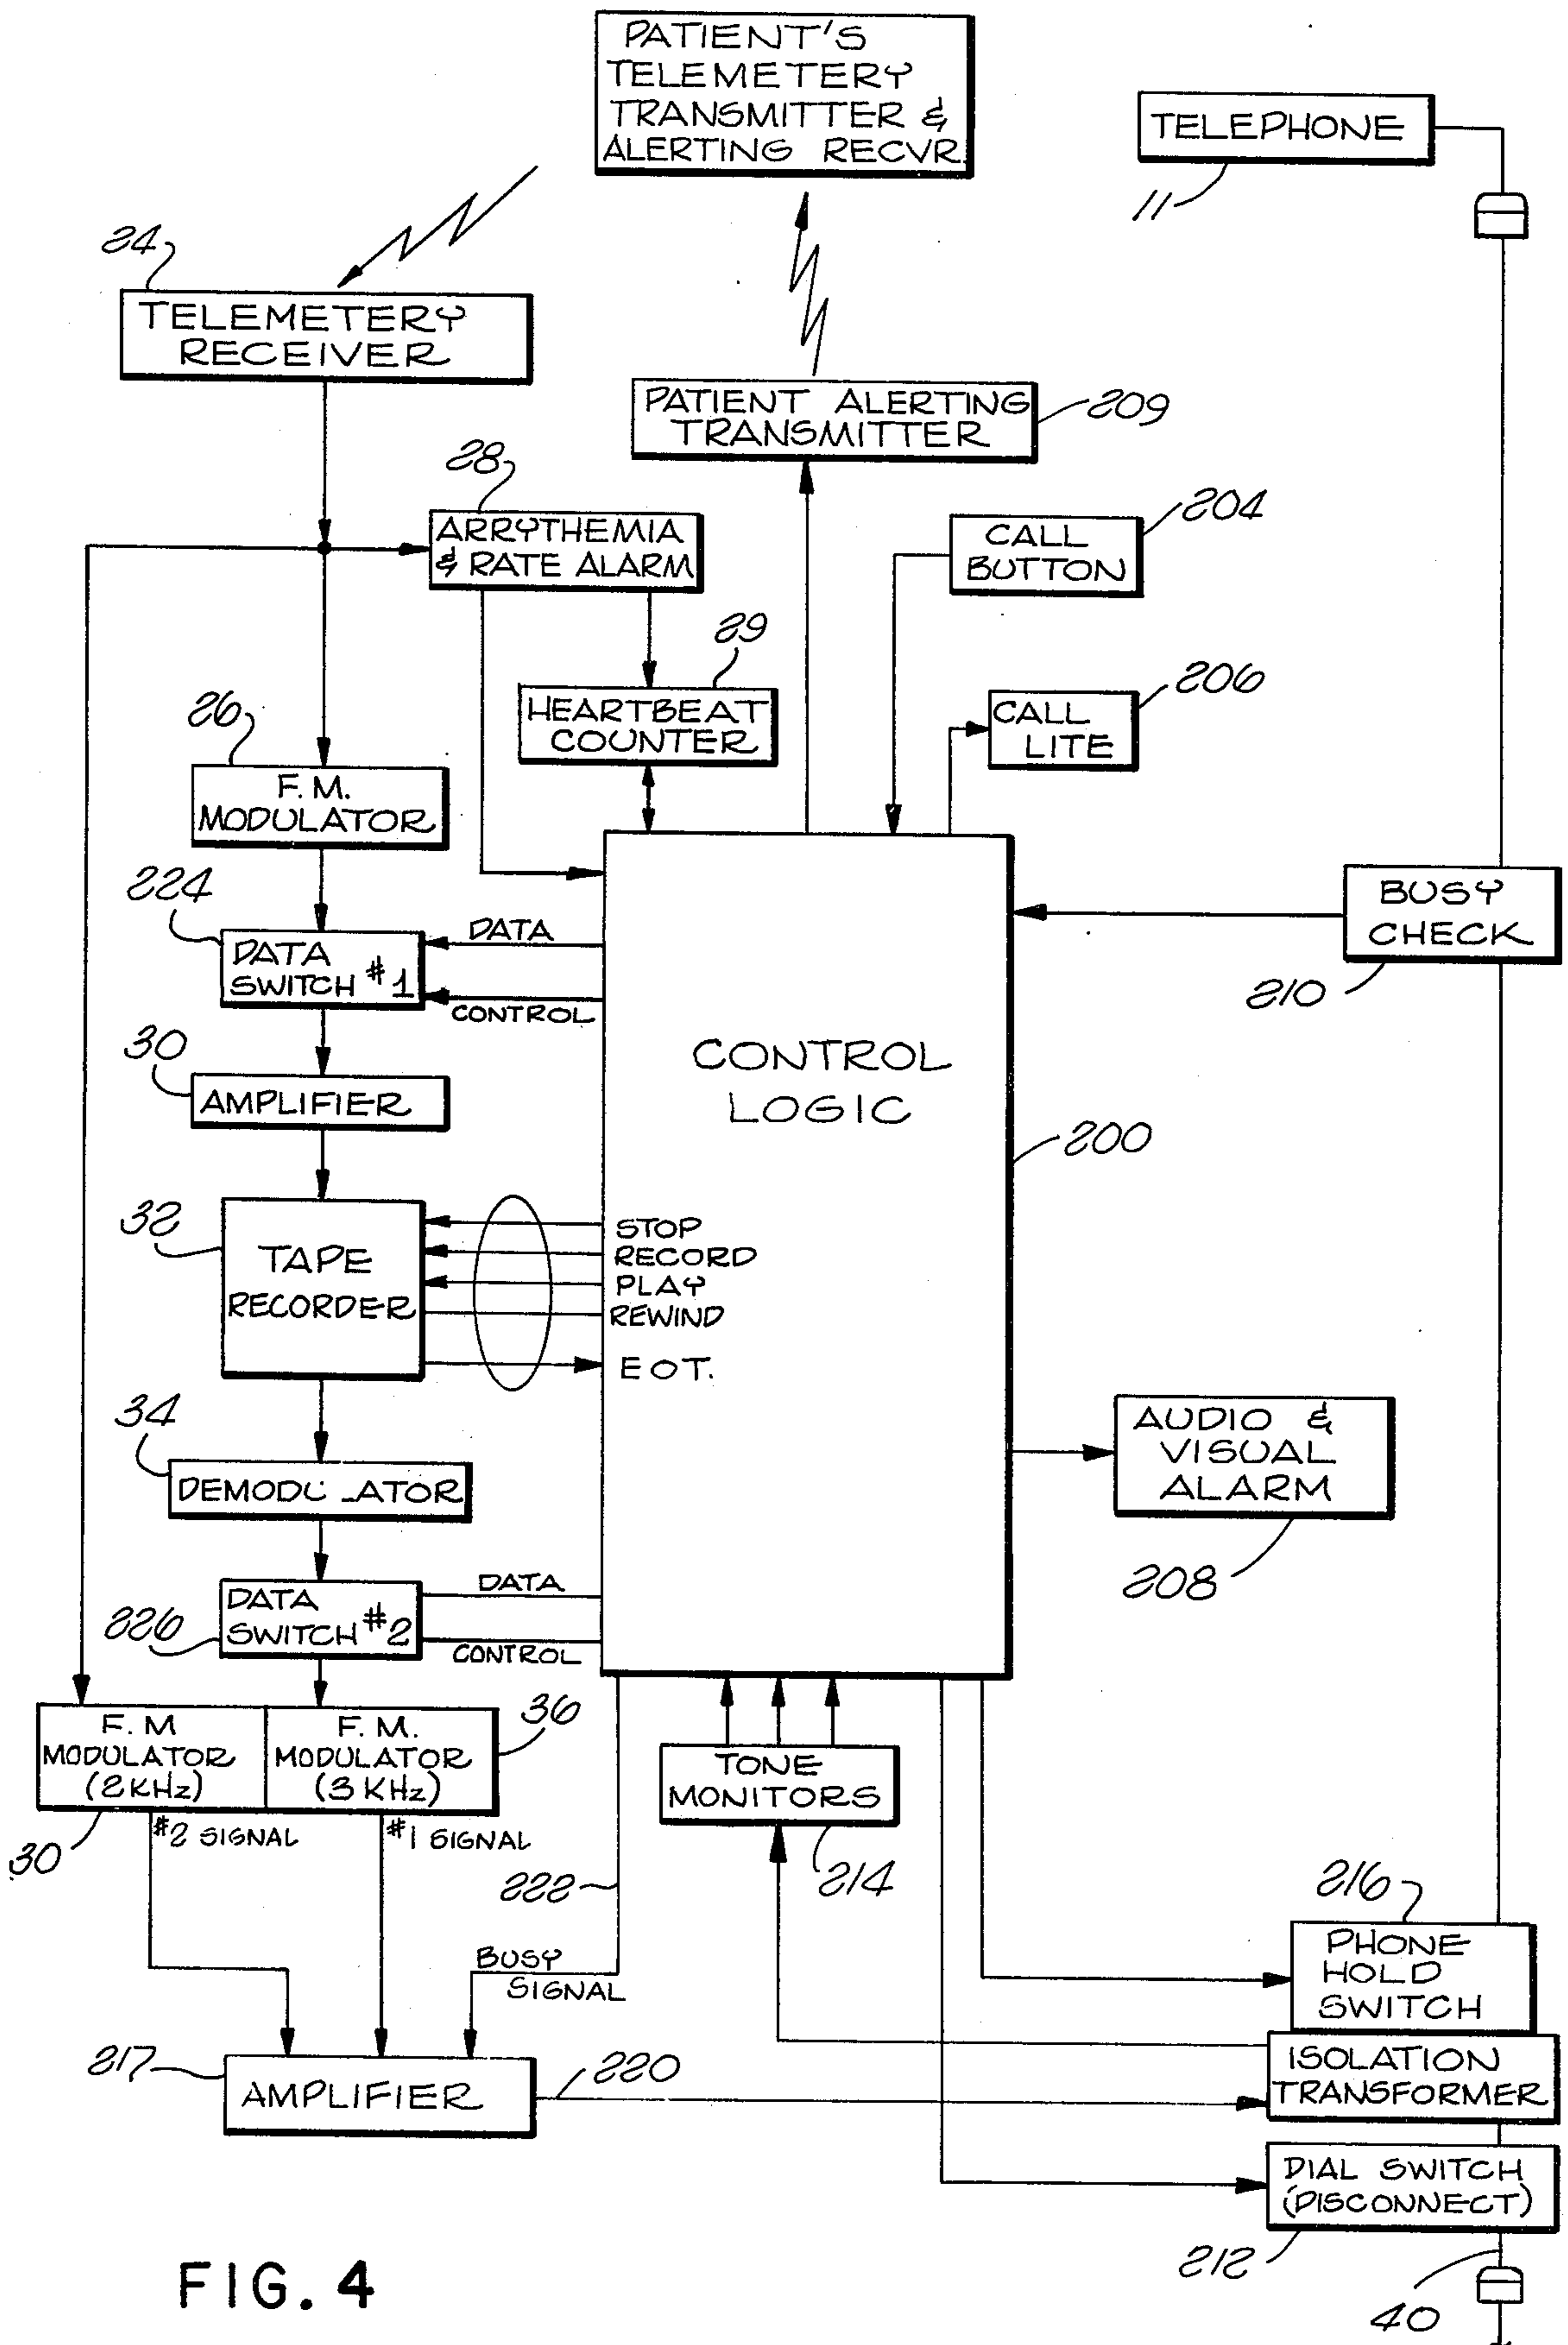 PATIENT'S
TELEMETERY
TRANSMITTER &
ALERTING RECVR.
TELEPHONE
11
24
TELEMETERY
RECEIVER
PATIENT ALERTING
TRANSMITTER
209
28
ARRYTHEMIA
& RATE ALARM
204
CALL
BUTTON
29
HEARTBEAT
COUNTER
206
CALL
LITE
26
F.M.
MODULATOR
224
DATA
SWITCH #1
DATA
CONTROL
BUSY
CHECK
210
CONTROL
LOGIC
200
30
AMPLIFIER
32
TAPE
RECORDER
STOP
RECORD
PLAY
REWIND
EOT.
34
DEMODU LATOR
AUDIO &
VISUAL
ALARM
208
226
DATA
SWITCH #2
DATA
CONTROL
F.M
MODULATOR
(2KHz)
30
F.M.
MODULATOR
(3KHz)
36
#2 SIGNAL
#1 SIGNAL
TONE
MONITORS
214
222
BUSY
SIGNAL
216
PHONE
HOLD
SWITCH
ISOLATION
TRANSFORMER
217
AMPLIFIER
220
DIAL SWITCH
(DISCONNECT)
212
40
FIG. 4